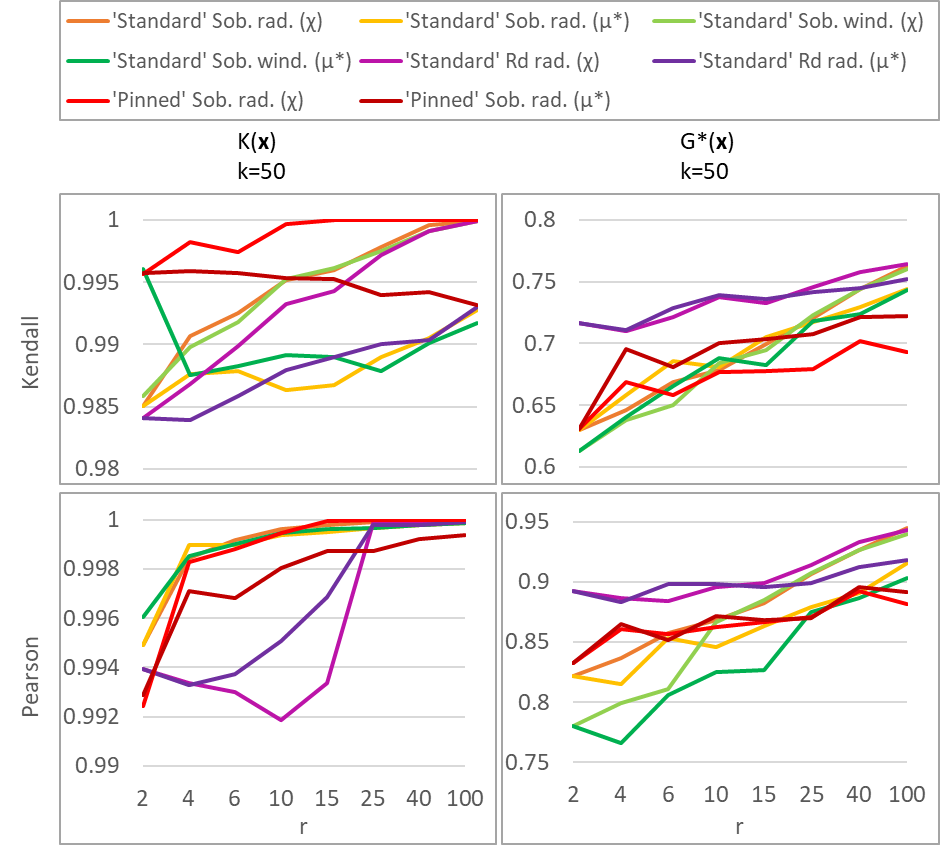 'Standard' Sob. rad. (χ) 'Standard' Sob. rad. (μ*) 'Standard' Sob. wind. (χ)
'Standard' Sob. wind. (μ*) 'Standard' Rd rad. (χ) 'Standard' Rd rad. (μ*)
'Pinned' Sob. rad. (χ) 'Pinned' Sob. rad. (μ*)
K(x) G*(x)
k=50 k=50
Kendall
1
0.995
0.99
0.985
0.98
0.8
0.75
0.7
0.65
0.6
Pearson
1
0.998
0.996
0.994
0.992
0.99
2 4 6 10 15 25 40 100
r
0.95
0.9
0.85
0.8
0.75
2 4 6 10 15 25 40 100
r